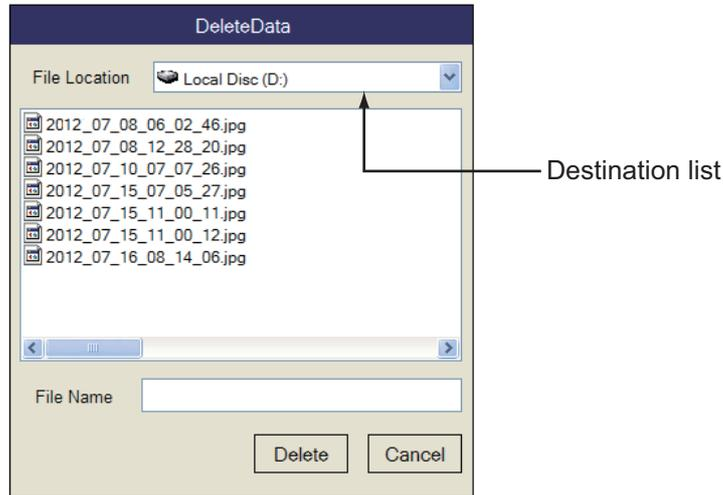 DeleteData
File Location
Local Disc (D:)
2012_07_08_06_02_46.jpg
2012_07_08_12_28_20.jpg
2012_07_10_07_07_26.jpg
2012_07_15_07_05_27.jpg
2012_07_15_11_00_11.jpg
2012_07_15_11_00_12.jpg
2012_07_16_08_14_06.jpg
Destination list
File Name
Delete
Cancel